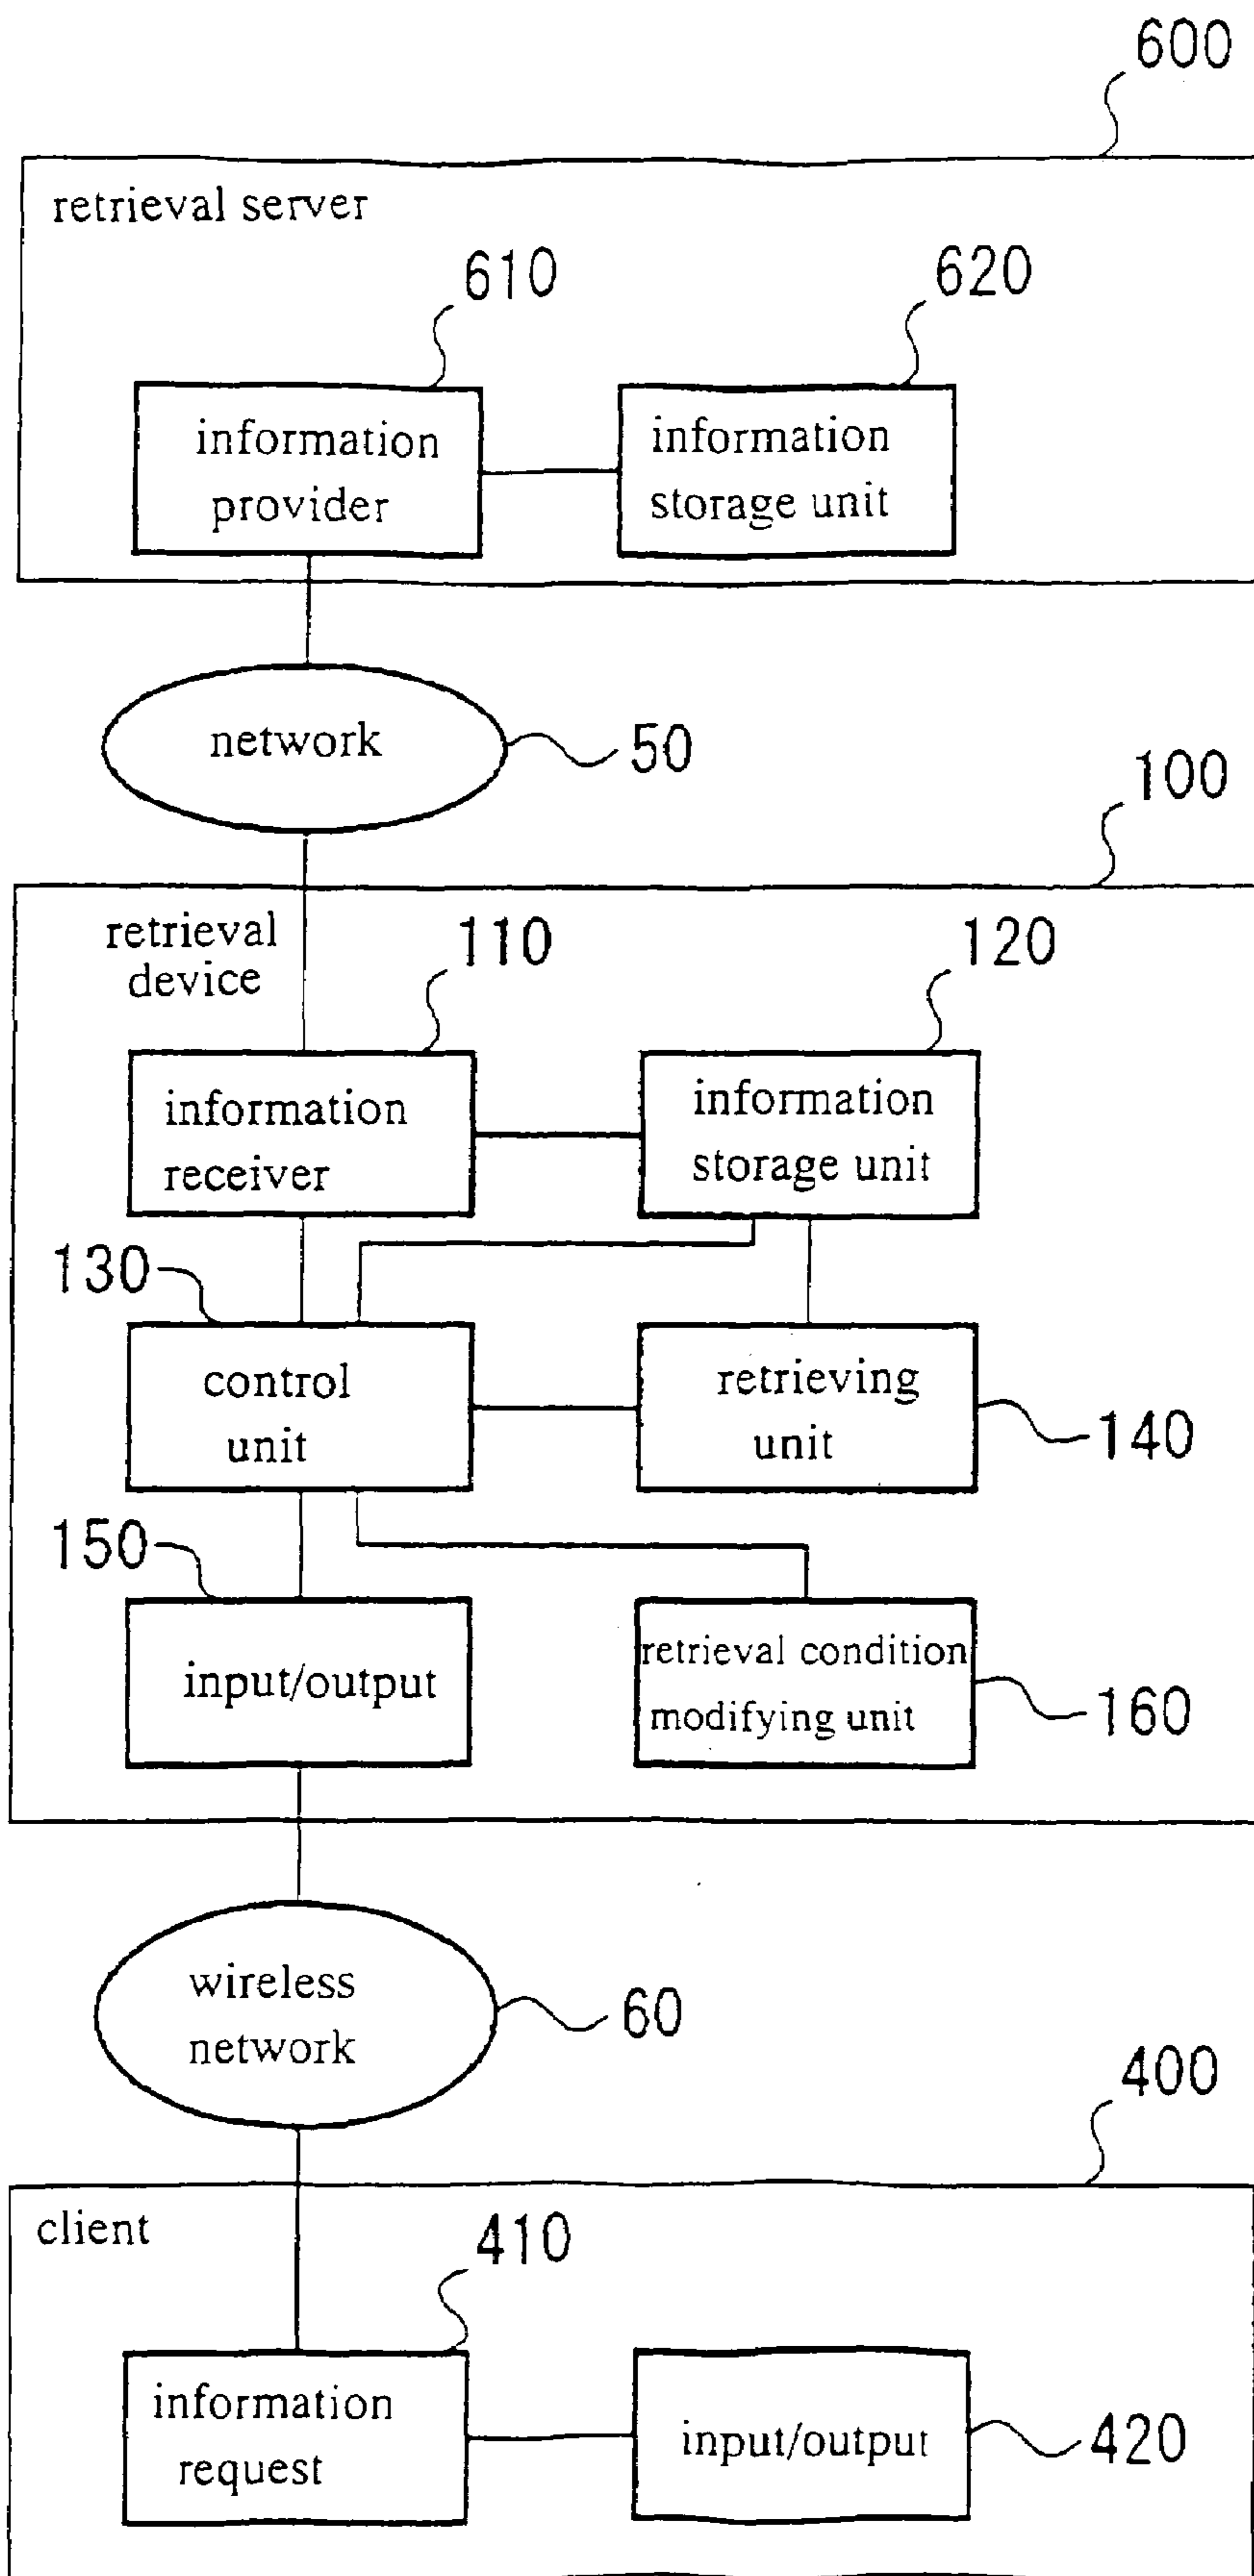 600
retrieval server
610
620
information
provider
information
storage unit
network
50
100
retrieval
device
110
120
information
receiver
information
storage unit
130
control
unit
retrieving
unit
140
150
input/output
retrieval condition
modifying unit
160
wireless
network
60
400
client
410
information
request
input/output
420